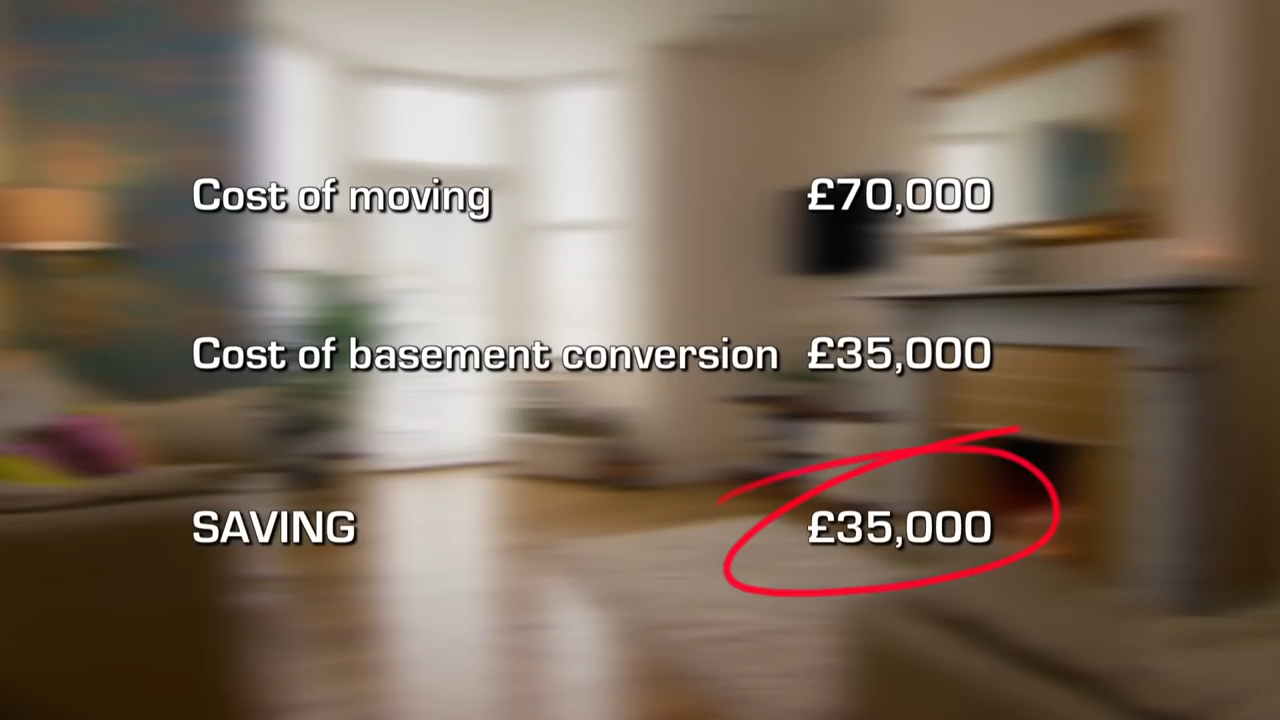 Cost of moving £70,000
Cost of basement conversion £35,000
SAVING £35,000